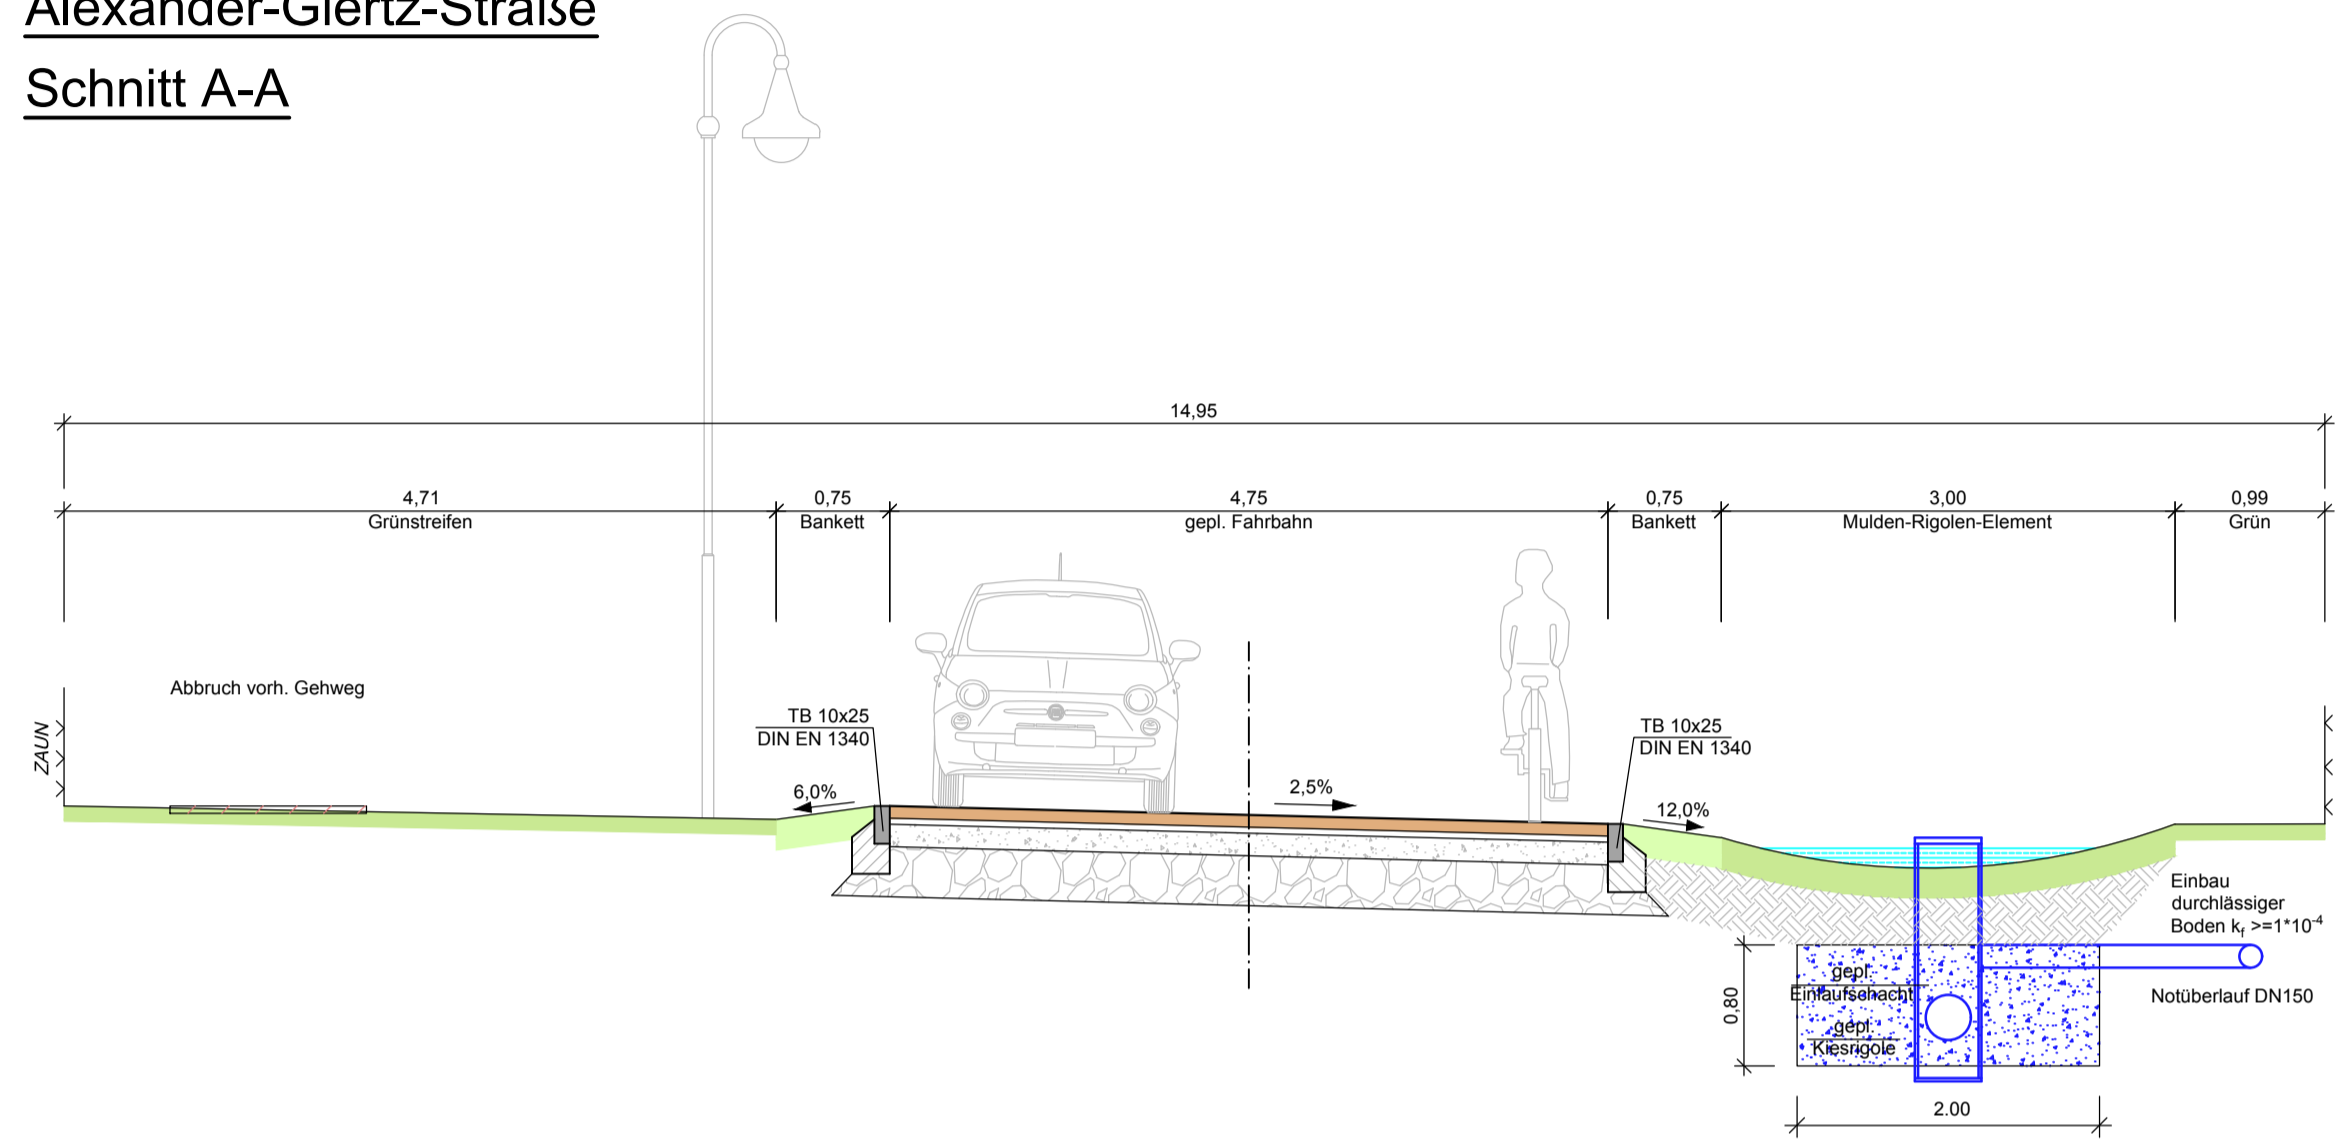 Alexander-Giertz-Straße
Schnitt A-A
14,95
4,71
Grünstreifen
0,75
Bankett
4,75
gepl. Fahrbahn
0,75
Bankett
3,00
Mulden-Rigolen-Element
0,99
Grün
Abbruch vorh. Gehweg
ZAUN
TB 10x25
DIN EN 1340
TB 10x25
DIN EN 1340
6,0%
2,5%
12,0%
Einbau
durchlässiger
Boden k_f >=1*10^-4
gepl.
Einlaufschacht
gepl.
Kiesrigole
0,80
Notüberlauf DN150
2.00